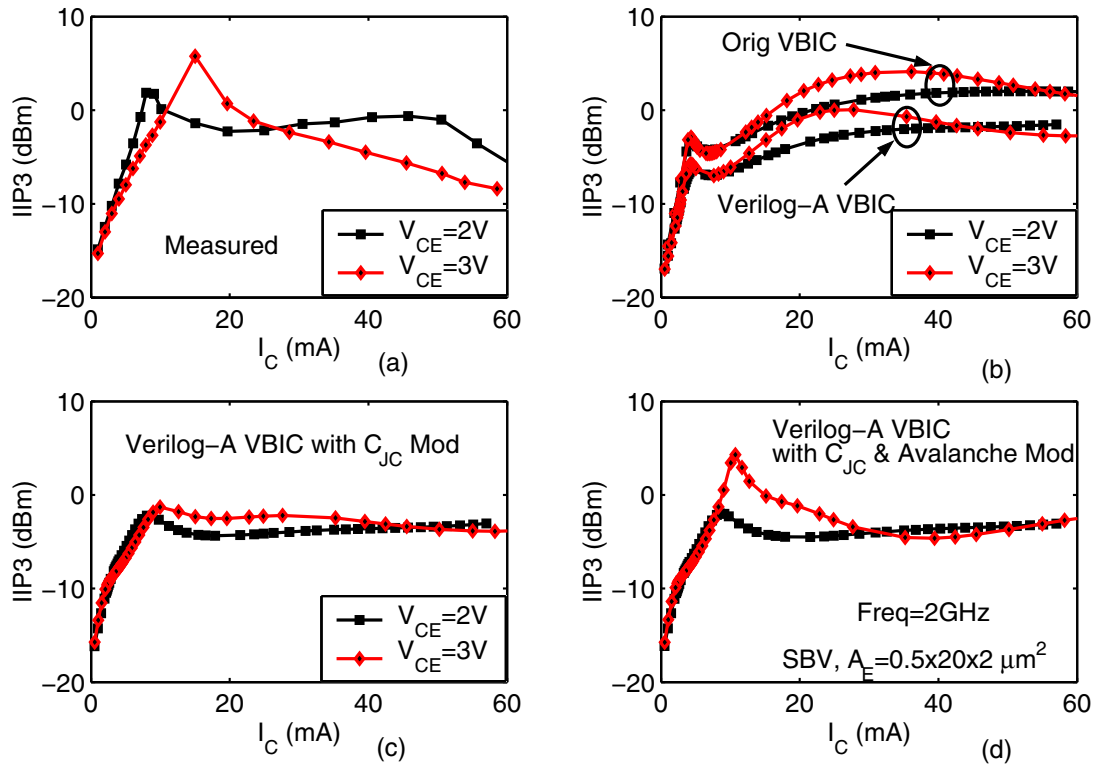 10
0
−10
−20
IIP3 (dBm)
Measured
V_CE=2V
V_CE=3V
0 20 40 60
I_C (mA)
(a)
10
0
−10
−20
IIP3 (dBm)
Orig VBIC
Verilog−A VBIC
V_CE=2V
V_CE=3V
0 20 40 60
I_C (mA)
(b)
10
0
−10
−20
IIP3 (dBm)
Verilog−A VBIC with C_JC Mod
V_CE=2V
V_CE=3V
0 20 40 60
I_C (mA)
(c)
10
0
−10
−20
IIP3 (dBm)
Verilog−A VBIC
with C_JC & Avalanche Mod
Freq=2GHz
SBV, A_E=0.5x20x2 μm²
0 20 40 60
I_C (mA)
(d)